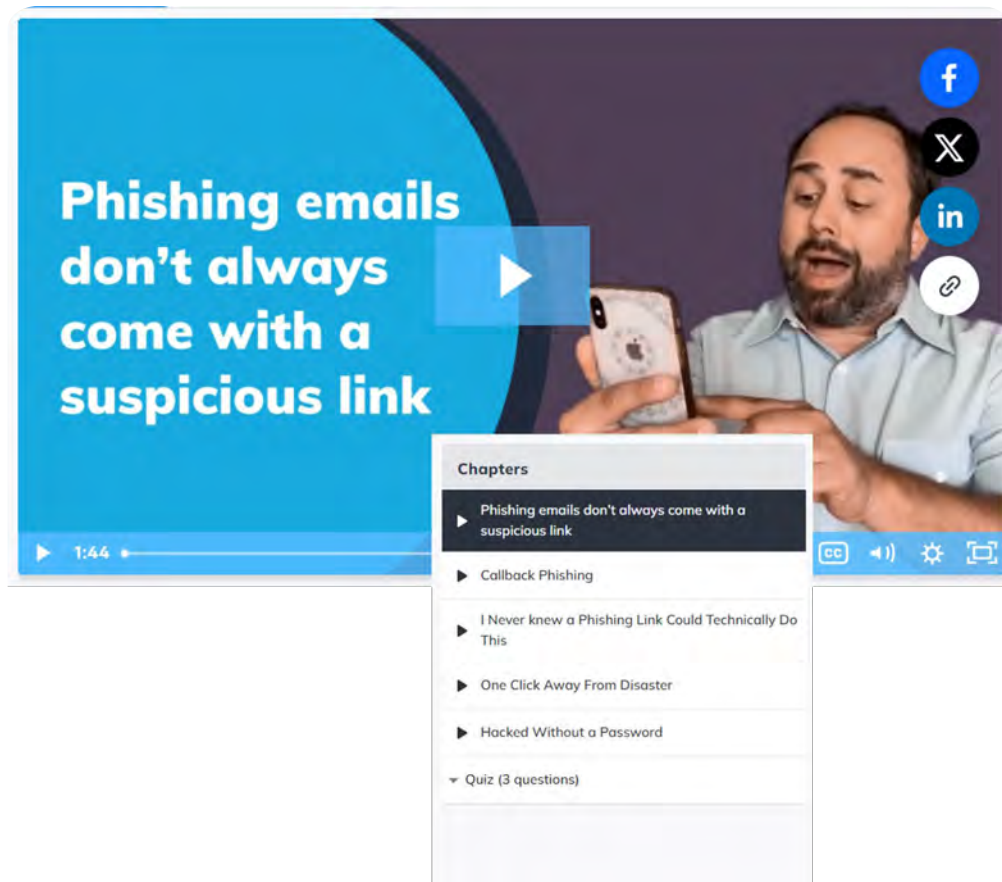 Phishing emails
don't always
come with a
suspicious link
f
X
in
1:44
CC
Chapters
Phishing emails don't always come with a
suspicious link
Callback Phishing
I Never knew a Phishing Link Could Technically Do
This
One Click Away From Disaster
Hacked Without a Password
Quiz (3 questions)